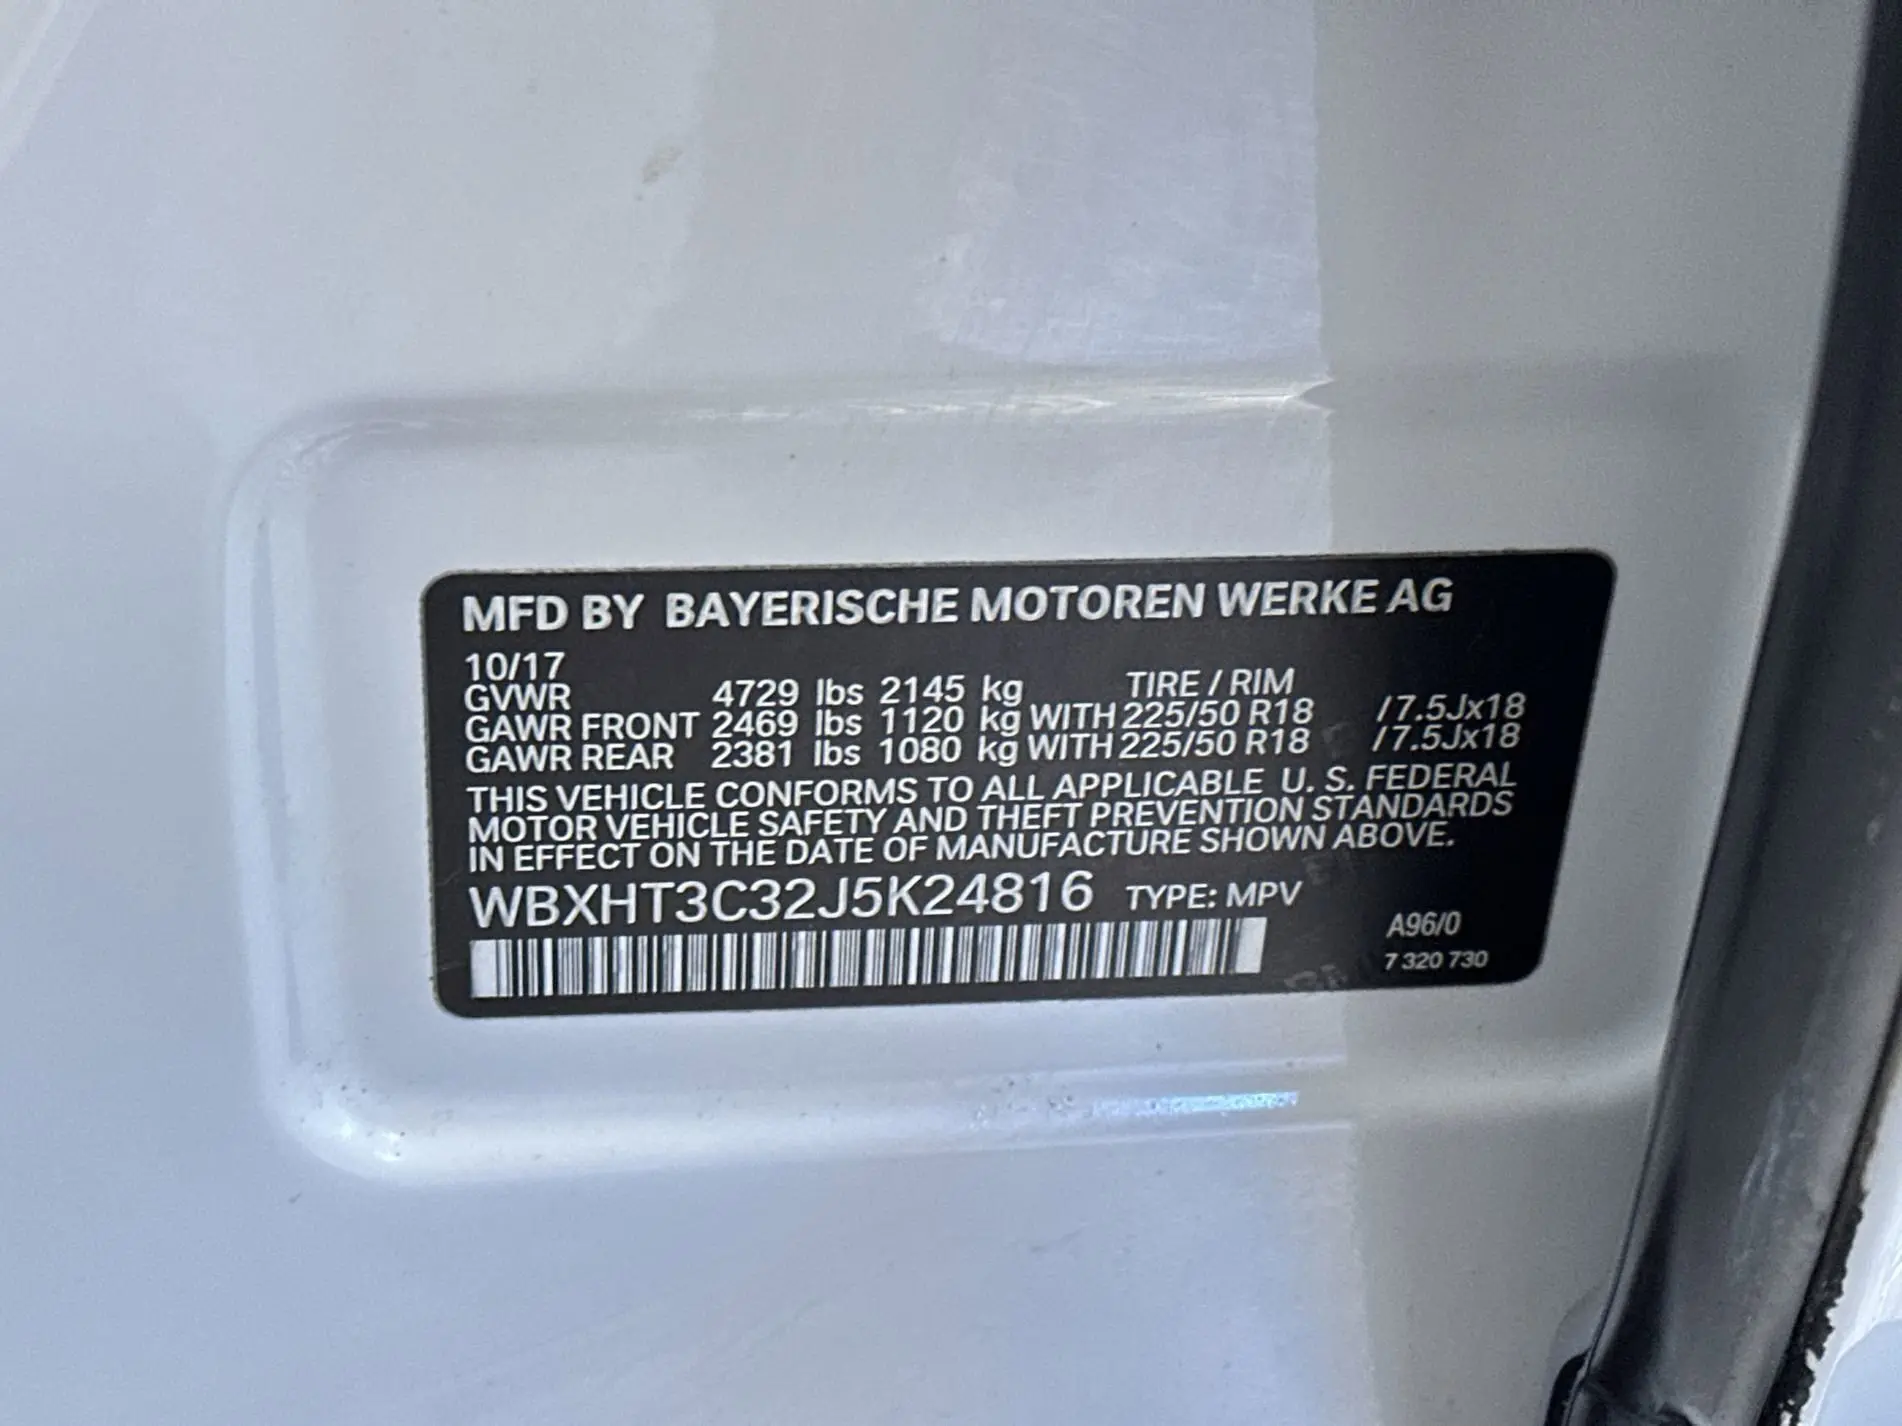 MFD BY BAYERISCHE MOTOREN WERKE AG
10/17
GVWR 4729 lbs 2145 kg TIRE / RIM
GAWR FRONT 2469 lbs 1120 kg WITH 225/50 R18 / 7.5Jx18
GAWR REAR 2381 lbs 1080 kg WITH 225/50 R18 / 7.5Jx18
THIS VEHICLE CONFORMS TO ALL APPLICABLE U. S. FEDERAL
MOTOR VEHICLE SAFETY AND THEFT PREVENTION STANDARDS
IN EFFECT ON THE DATE OF MANUFACTURE SHOWN ABOVE.
WBXHT3C32J5K24816 TYPE: MPV
A96/0
7 320 730